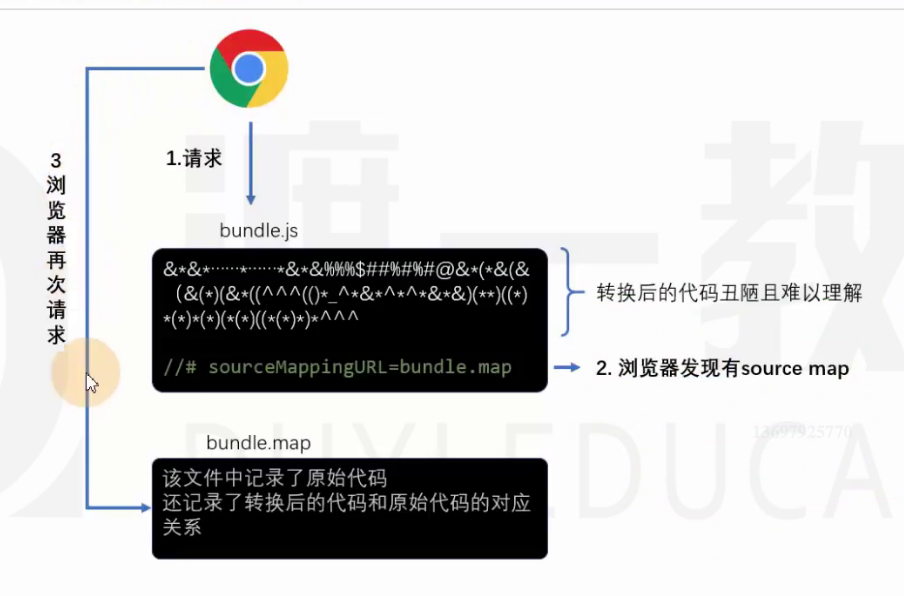 1.请求
3
浏
览
器
再
次
请
求
bundle.js
&*&*……*……*&*&%%%$##%#%#@&*(*&(&
(&(*)(&*((^^^(()*_^*&*^*^*&*&)(**)((*)
*(*)*(*)(*(*)((*(*)*)*^^^
//# sourceMappingURL=bundle.map
转换后的代码丑陋且难以理解
2. 浏览器发现有source map
bundle.map
该文件中记录了原始代码
还记录了转换后的代码和原始代码的对应
关系
渡一教
DUYI EDUCA
13697925770